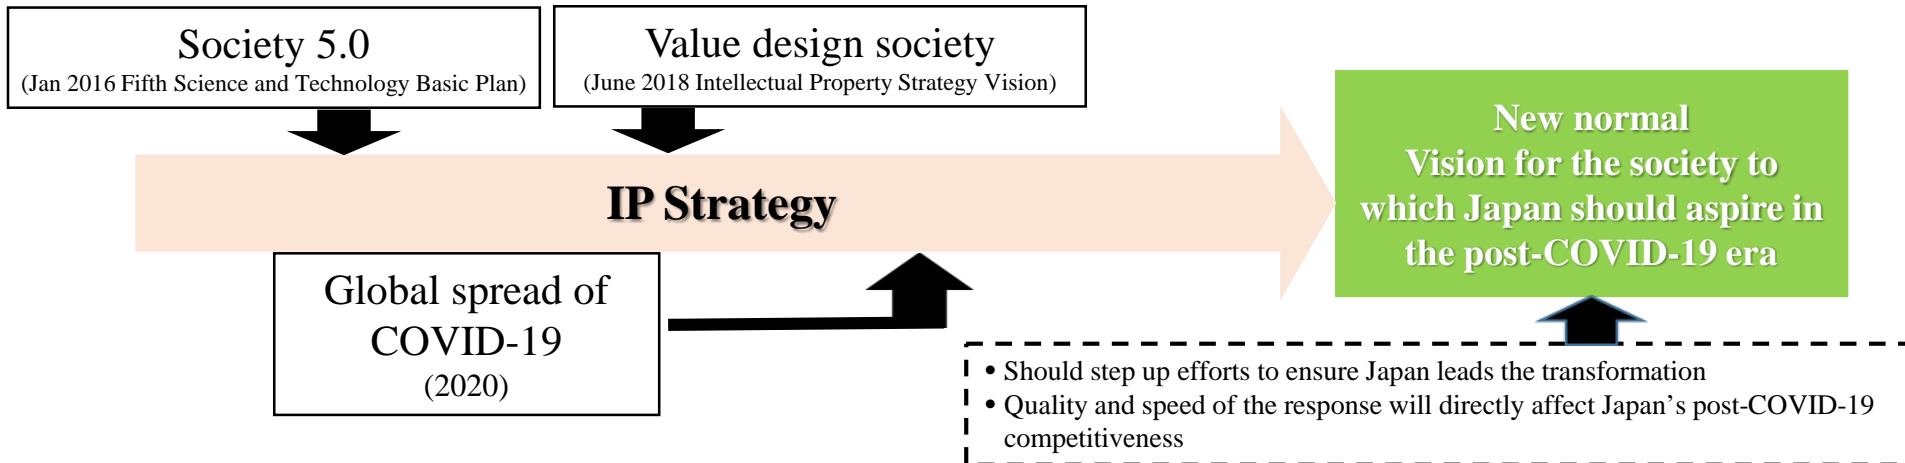 Society 5.0
(Jan 2016 Fifth Science and Technology Basic Plan)
Value design society
(June 2018 Intellectual Property Strategy Vision)
IP Strategy
New normal
Vision for the society to
which Japan should aspire in
the post-COVID-19 era
Global spread of
COVID-19
(2020)
• Should step up efforts to ensure Japan leads the transformation
• Quality and speed of the response will directly affect Japan’s post-COVID-19
competitiveness